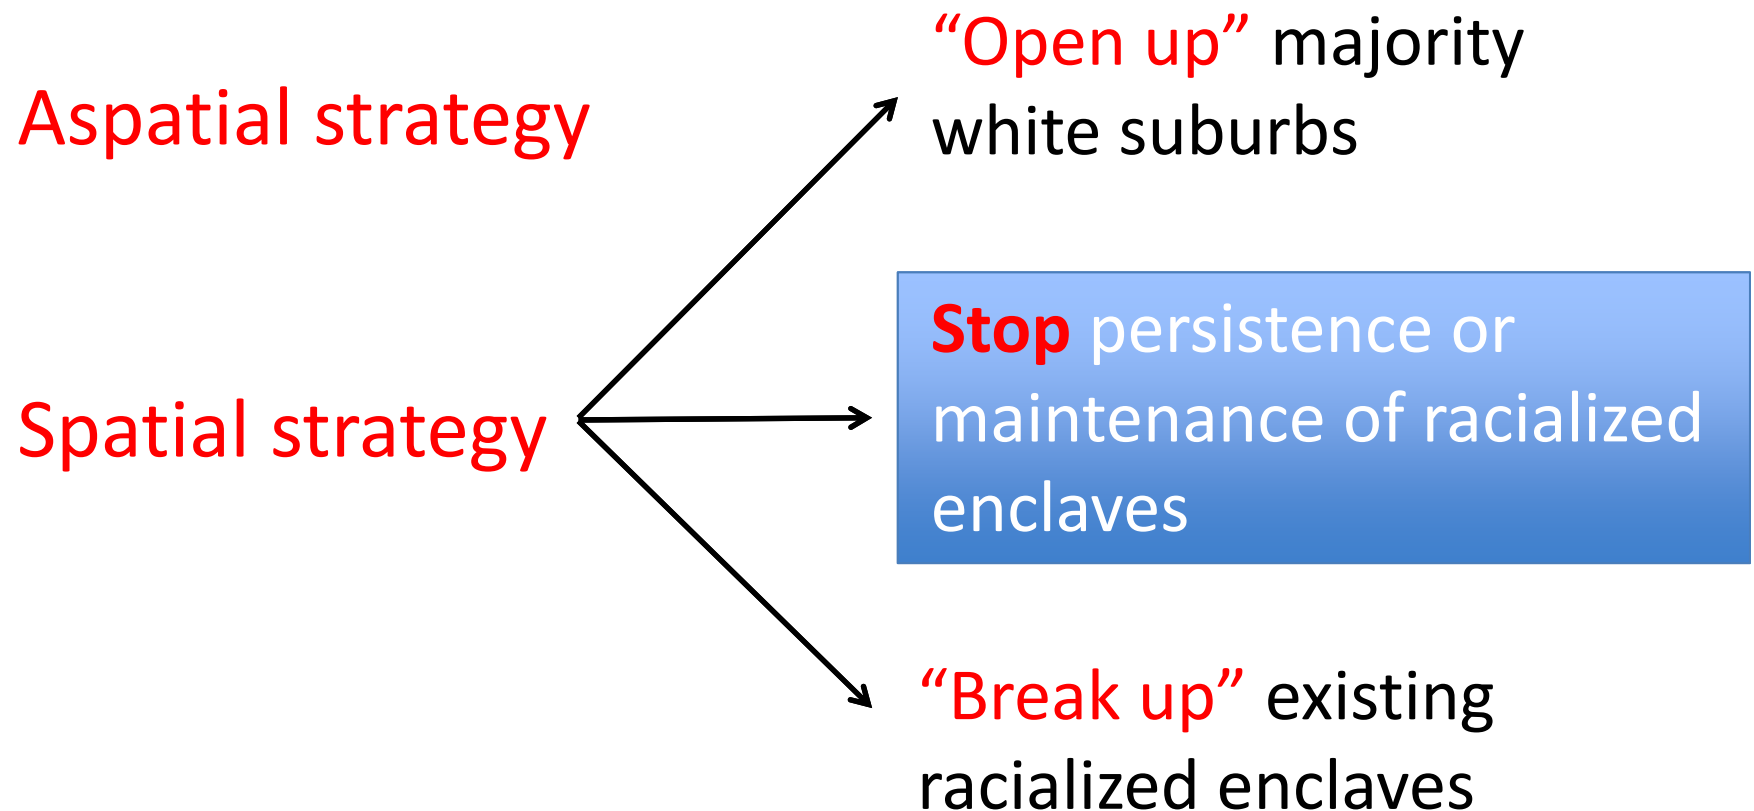 Aspatial strategy
Spatial strategy
“Open up” majority
white suburbs
Stop persistence or
maintenance of racialized
enclaves
“Break up” existing
racialized enclaves